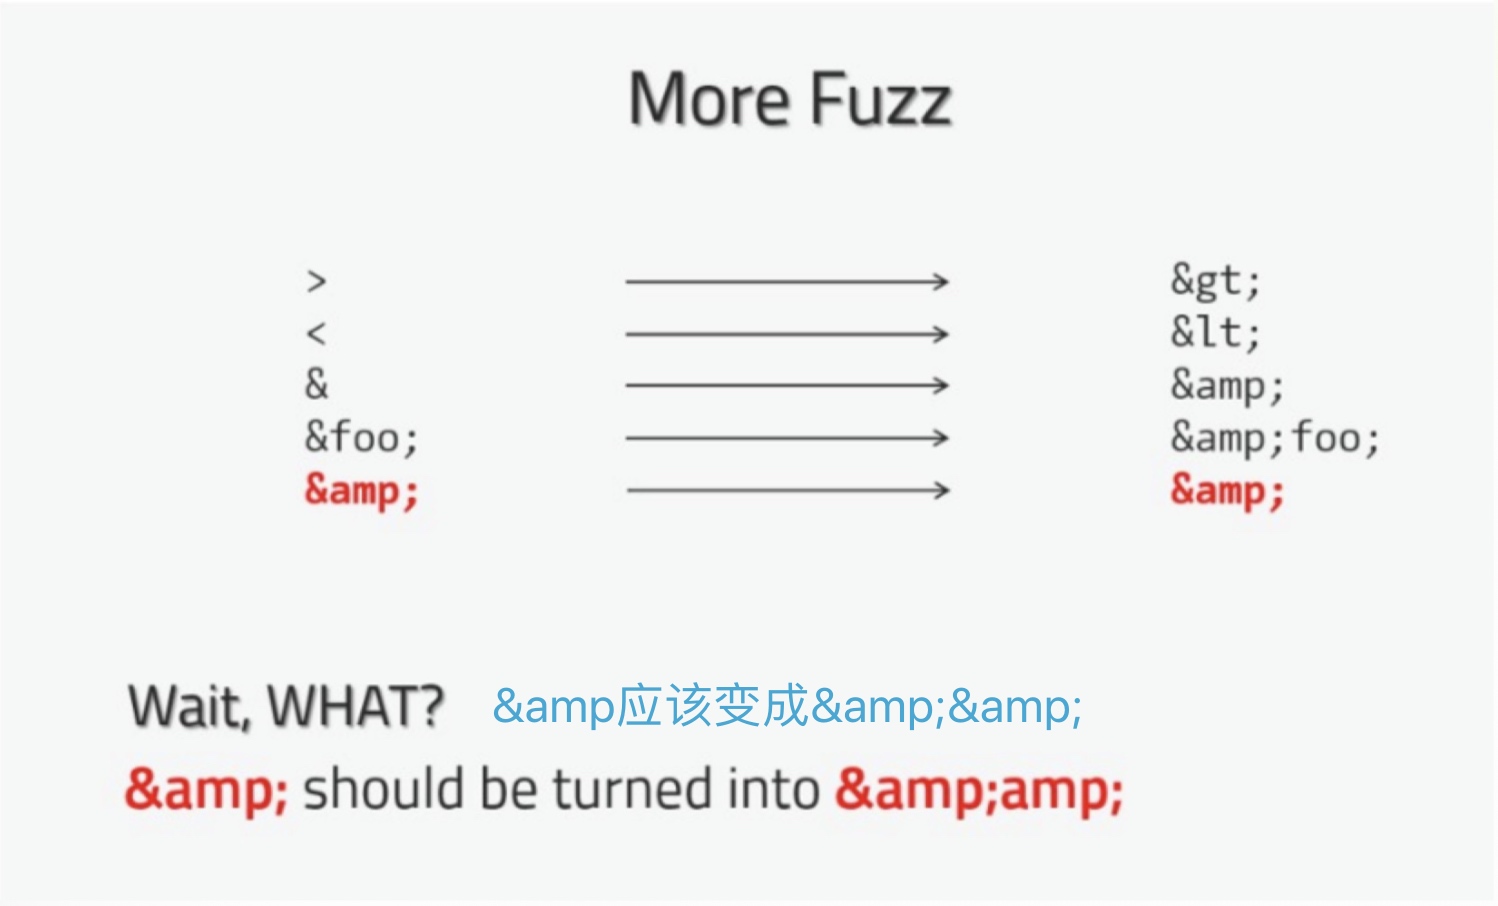 More Fuzz
> → &gt;
< → &lt;
& → &amp;
&foo; → &amp;foo;
&amp; → &amp;
Wait, WHAT? &amp应该变成&amp;&amp;
&amp; should be turned into &amp;amp;